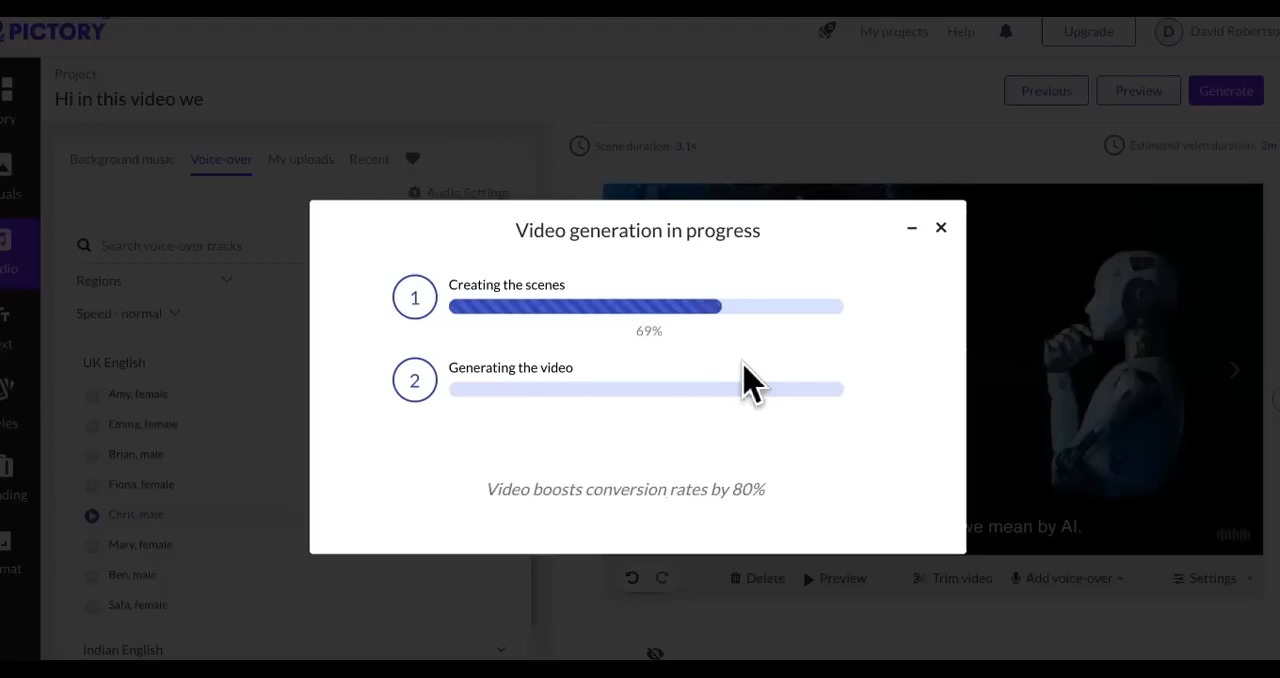 PICTORY
My projects Help Upgrade D David Roberts
Project
Hi in this video we
Previous Preview Generate
Background music Voice-over My uploads Recent
Scene duration: 3.1s
Estimated video duration: 2m
Audio Settings
Video generation in progress
Search voice-over tracks
Regions
1 Creating the scenes
69%
Speed - normal
2 Generating the video
UK English
Amy, female
Emma, female
Brian, male
Fiona, female
Chris, male
Mary, female
Ben, male
Safa, female
Indian English
Video boosts conversion rates by 80%
we mean by AI.
Delete Preview Trim video Add voice-over Settings